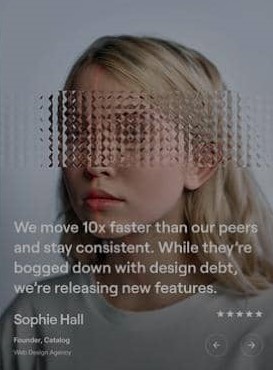 We move 10x faster than our peers
and stay consistent. While they're
bogged down with design debt,
we're releasing new features.
Sophie Hall
Founder, Catalog
Web Design Agency